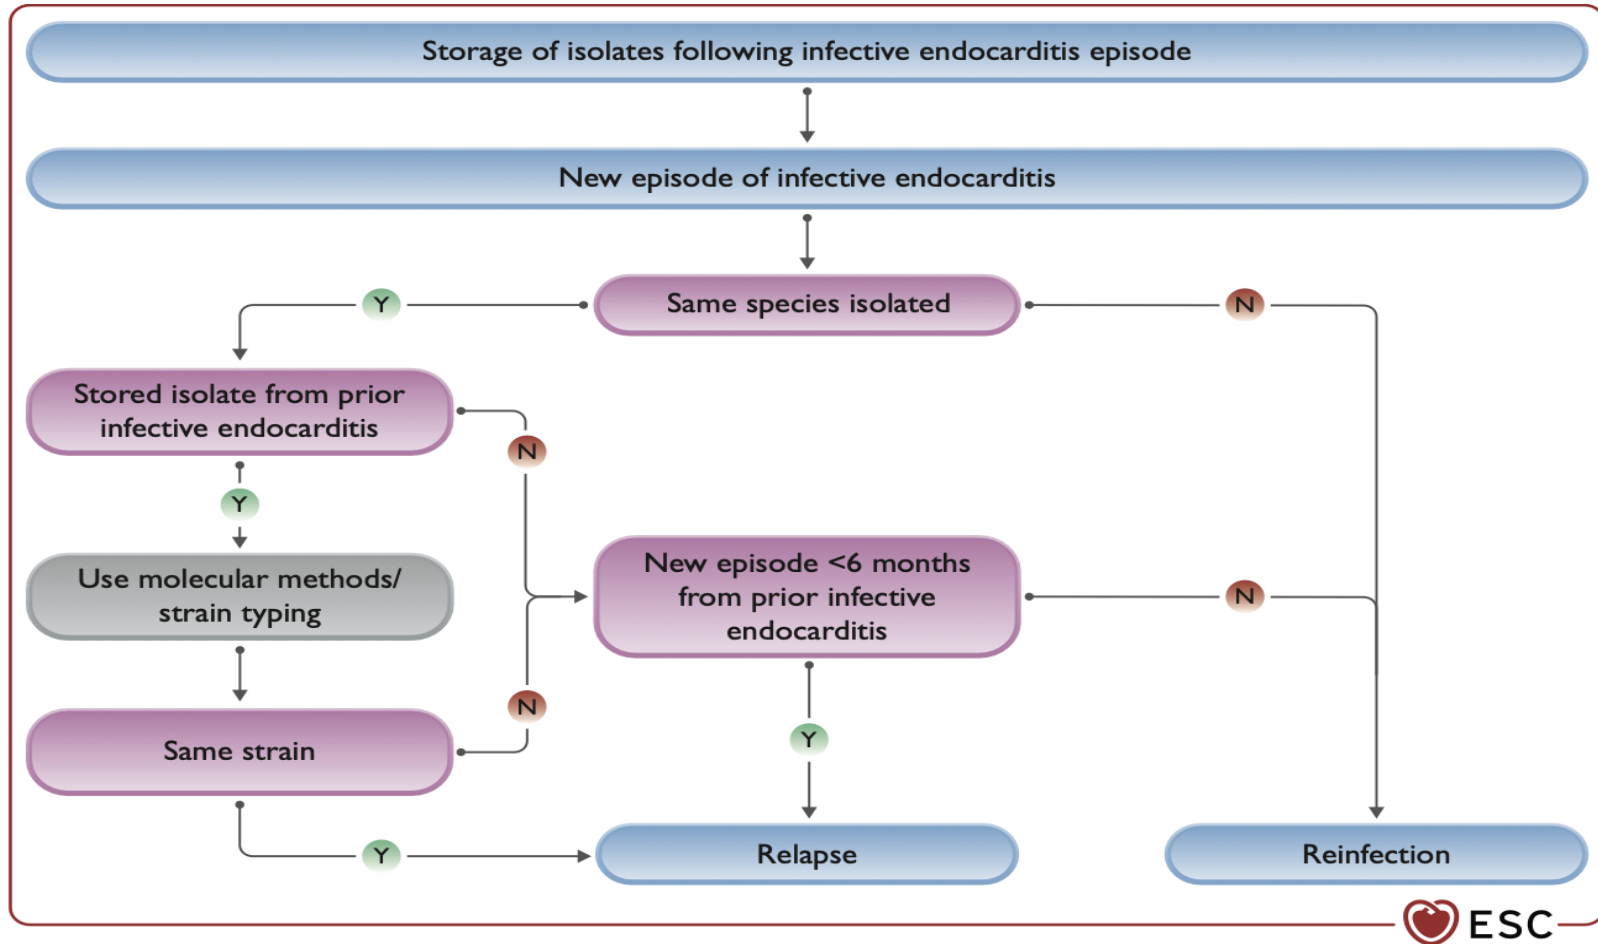 Storage of isolates following infective endocarditis episode
New episode of infective endocarditis
Y
Same species isolated
N
Stored isolate from prior
infective endocarditis
N
Y
Use molecular methods/
strain typing
New episode <6 months
from prior infective
endocarditis
N
N
Same strain
Y
Y
Relapse
Reinfection
ESC